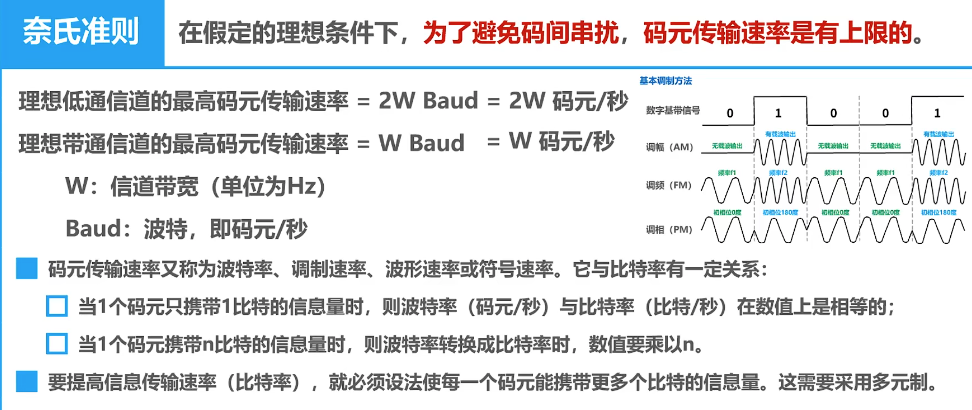 奈氏准则
在假定的理想条件下，为了避免码间串扰，码元传输速率是有上限的。
理想低通信道的最高码元传输速率 = 2W Baud = 2W 码元/秒
理想带通信道的最高码元传输速率 = W Baud = W 码元/秒
W：信道带宽（单位为Hz）
Baud：波特，即码元/秒
基本调制方法
数字基带信号 0 1 0 0 1
有载波输出 有载波输出
调幅（AM） 无载波输出 无载波输出 无载波输出
频率f1 频率f2 频率f1 频率f1 频率f2
调频（FM）
初相位0度 初相位180度 初相位0度 初相位0度 初相位180度
调相（PM）
码元传输速率又称为波特率、调制速率、波形速率或符号速率。它与比特率有一定关系：
当1个码元只携带1比特的信息量时，则波特率（码元/秒）与比特率（比特/秒）在数值上是相等的；
当1个码元携带n比特的信息量时，则波特率转换成比特率时，数值要乘以n。
要提高信息传输速率（比特率），就必须设法使每一个码元能携带更多个比特的信息量。这需要采用多元制。